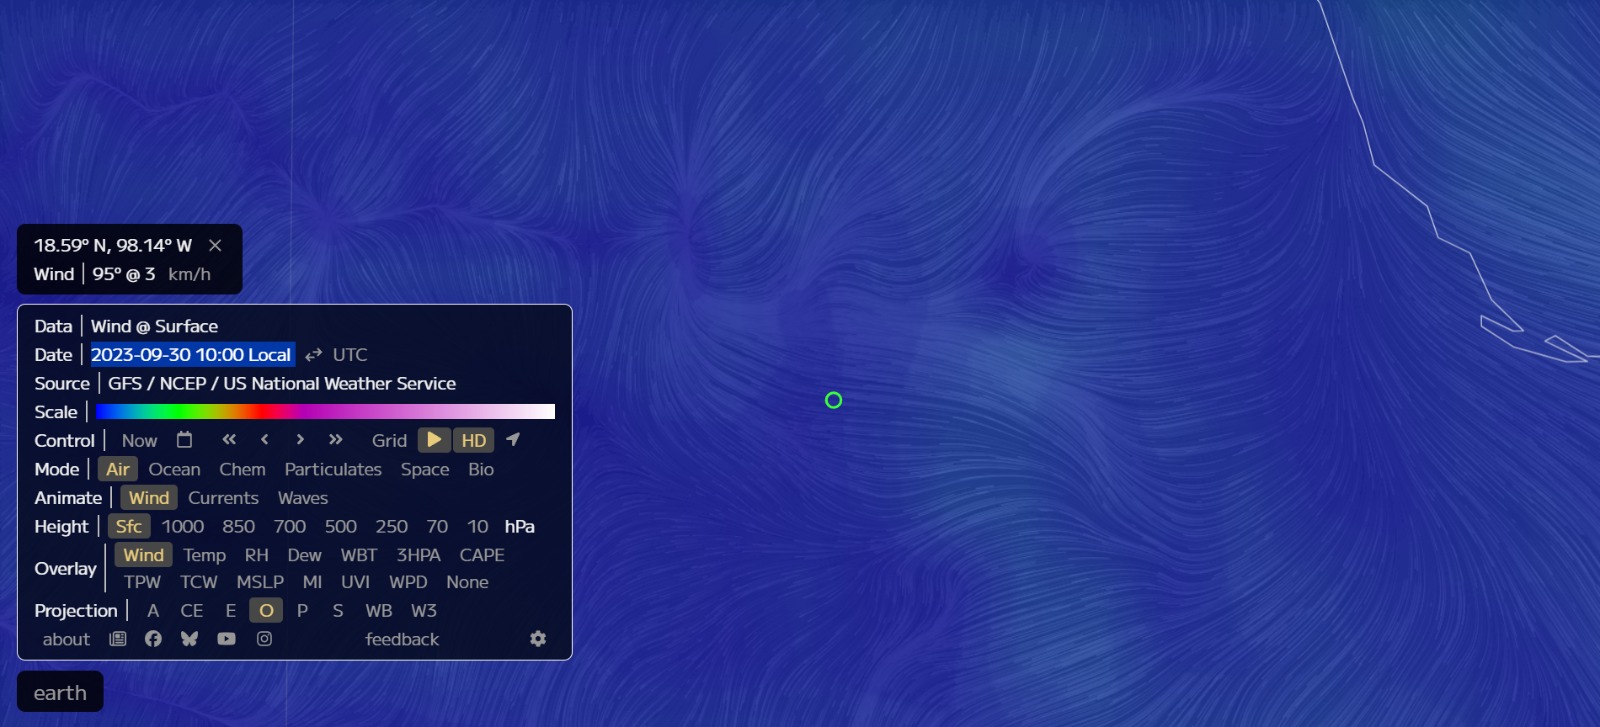 18.59° N, 98.14° W ×
Wind | 95° @ 3 km/h
Data | Wind @ Surface
Date | 2023-09-30 10:00 Local ⇄ UTC
Source | GFS / NCEP / US National Weather Service
Scale |
Control | Now « ‹ › » Grid HD
Mode | Air Ocean Chem Particulates Space Bio
Animate | Wind Currents Waves
Height | Sfc 1000 850 700 500 250 70 10 hPa
Overlay | Wind Temp RH Dew WBT 3HPA CAPE
TPW TCW MSLP MI UVI WPD None
Projection | A CE E O P S WB W3
about feedback
earth